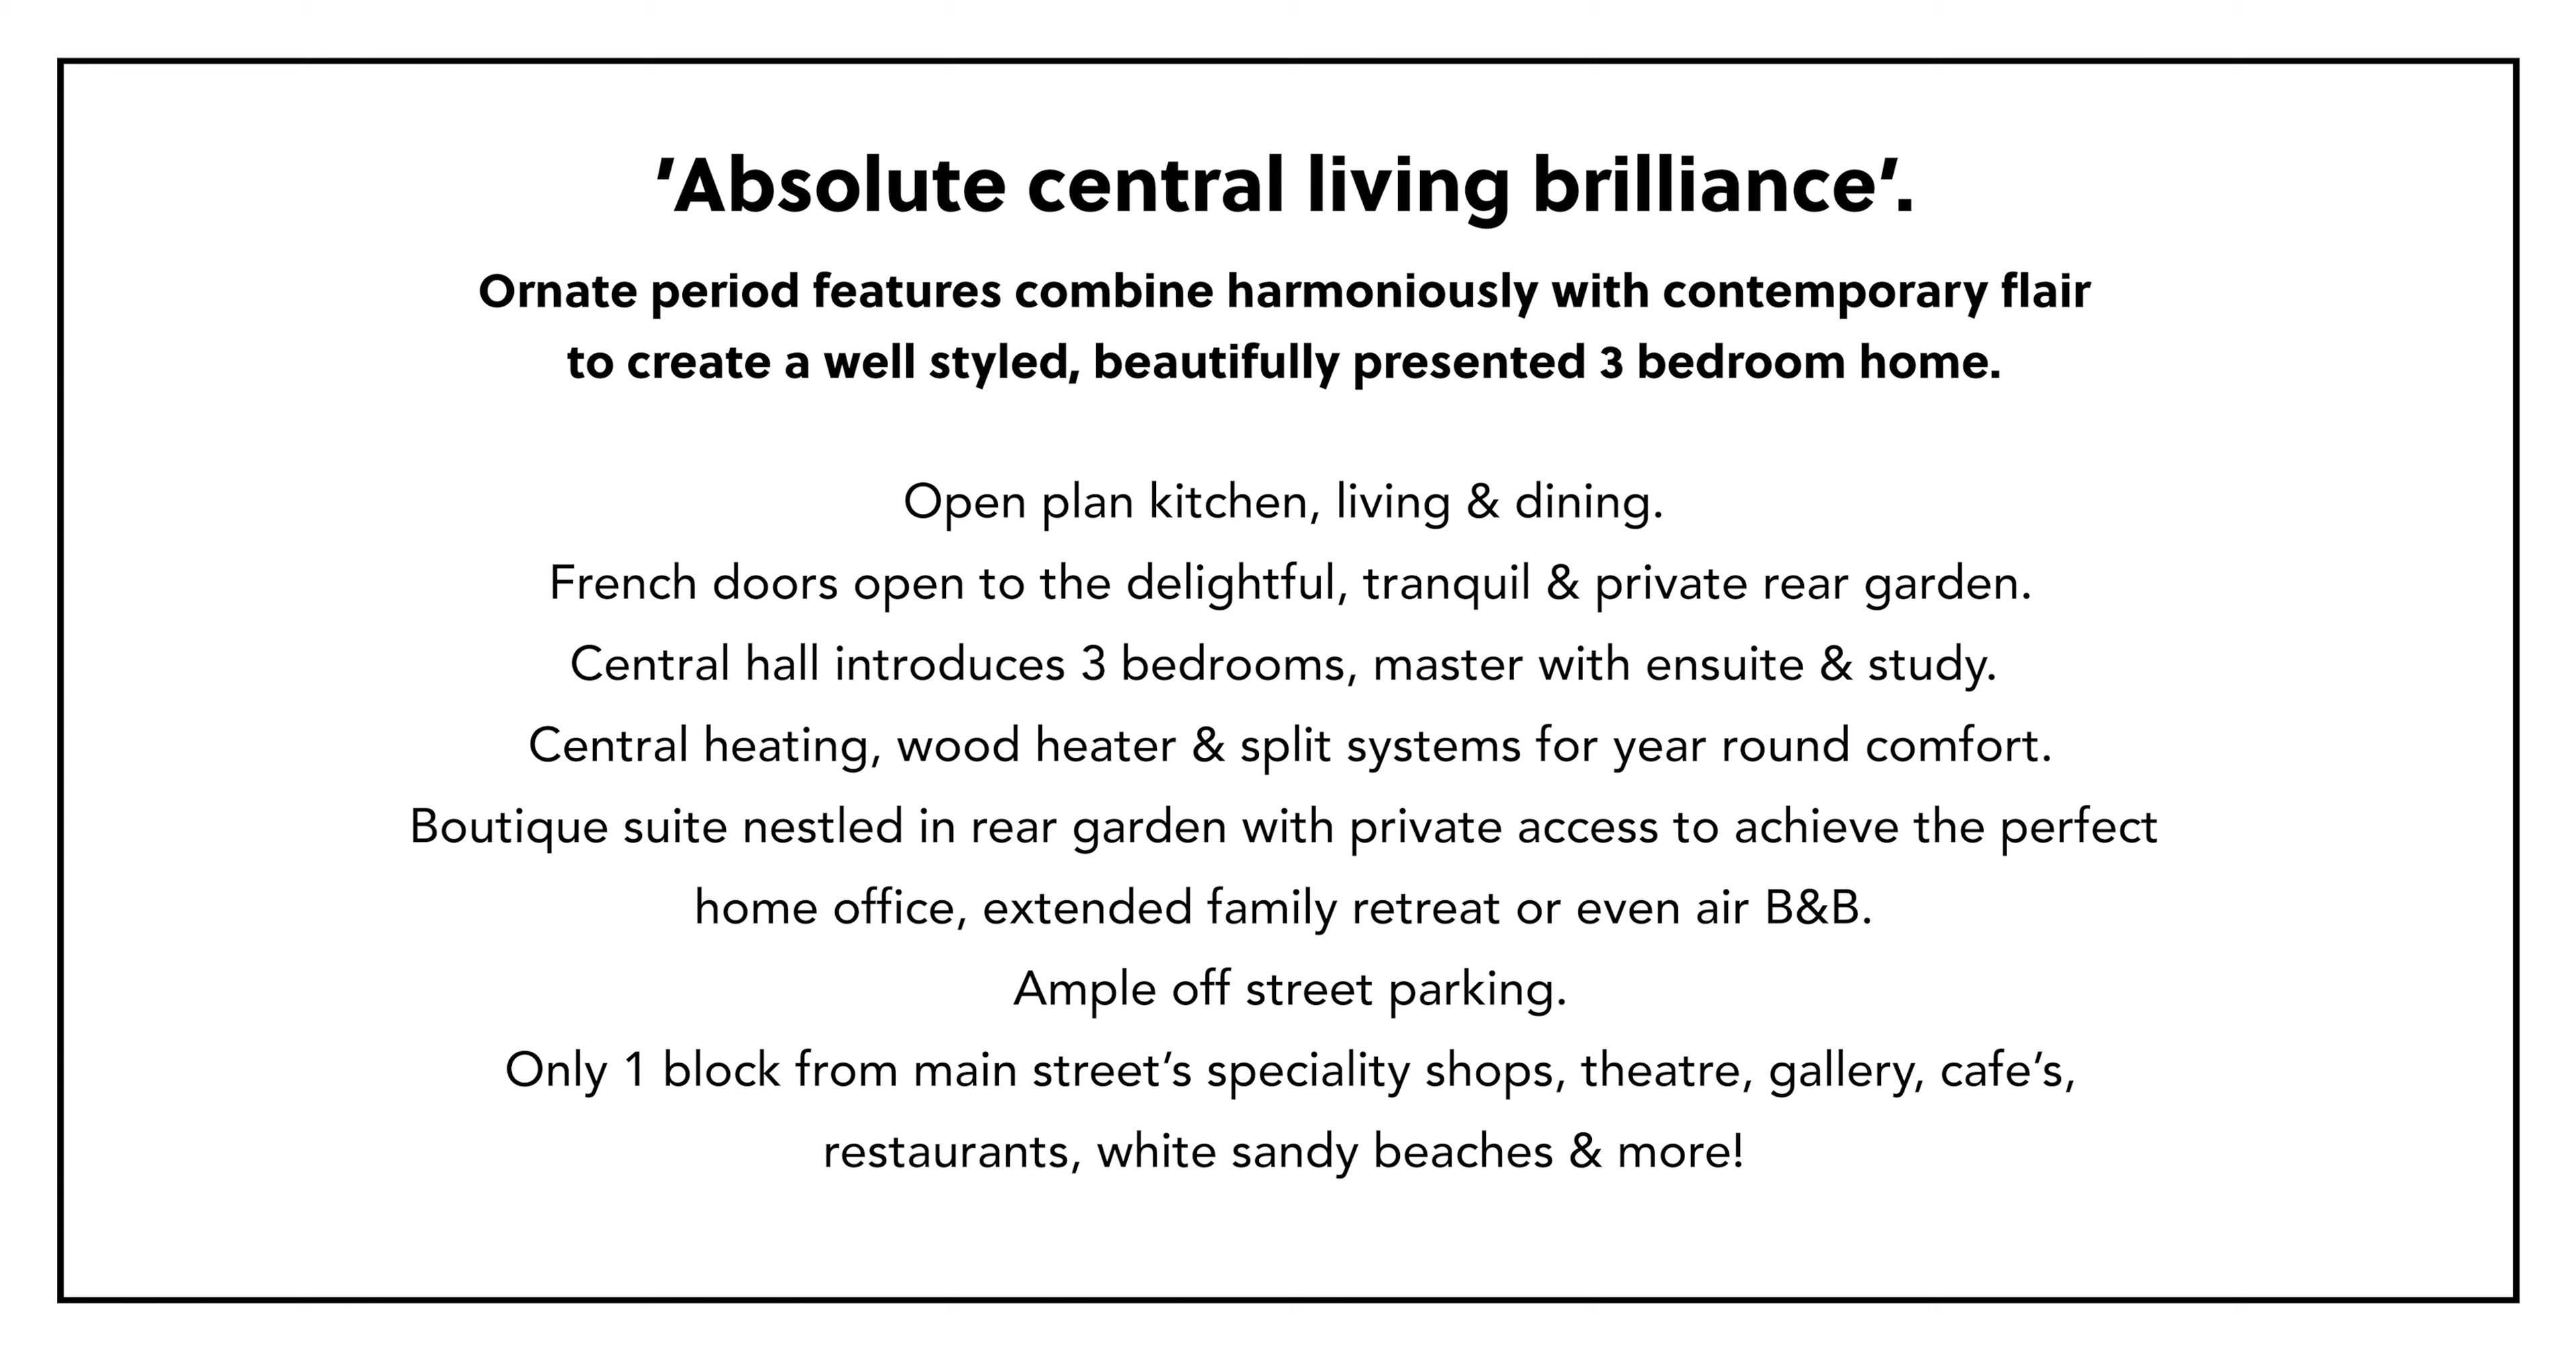 'Absolute central living brilliance'.
Ornate period features combine harmoniously with contemporary flair
to create a well styled, beautifully presented 3 bedroom home.
Open plan kitchen, living & dining.
French doors open to the delightful, tranquil & private rear garden.
Central hall introduces 3 bedrooms, master with ensuite & study.
Central heating, wood heater & split systems for year round comfort.
Boutique suite nestled in rear garden with private access to achieve the perfect
home office, extended family retreat or even air B&B.
Ample off street parking.
Only 1 block from main street’s speciality shops, theatre, gallery, cafe’s,
restaurants, white sandy beaches & more!